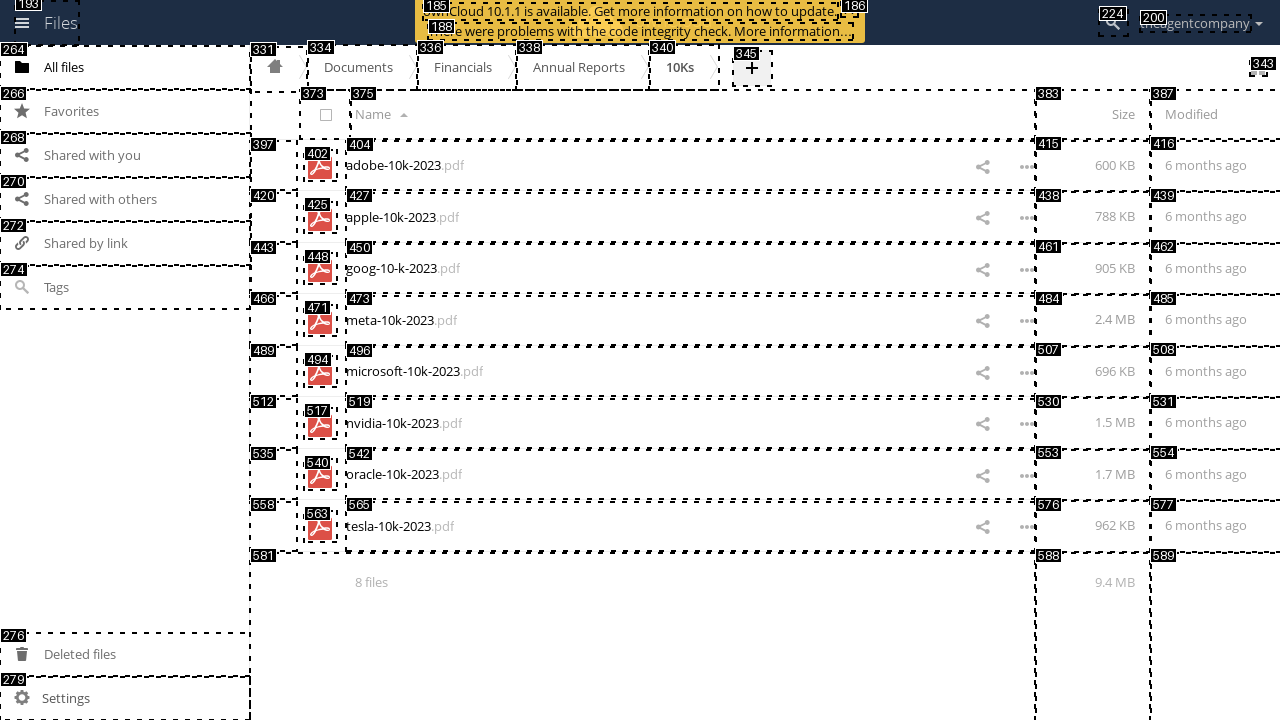 193
Files
185
ownCloud 10.1.1 is available. Get more information on how to update.
186
188
were problems with the code integrity check. More information…
224
200
theagentcompany
264
All files
266
Favorites
268
Shared with you
270
Shared with others
272
Shared by link
274
Tags
276
Deleted files
279
Settings
331
334
Documents
336
Financials
338
Annual Reports
340
10Ks
345
+
343
373
375
Name
383
Size
387
Modified
397
402
404
adobe-10k-2023.pdf
415
600 KB
416
6 months ago
420
425
427
apple-10k-2023.pdf
438
788 KB
439
6 months ago
443
448
450
goog-10-k-2023.pdf
461
905 KB
462
6 months ago
466
471
473
meta-10k-2023.pdf
484
2.4 MB
485
6 months ago
489
494
496
microsoft-10k-2023.pdf
507
696 KB
508
6 months ago
512
517
519
nvidia-10k-2023.pdf
530
1.5 MB
531
6 months ago
535
540
542
oracle-10k-2023.pdf
553
1.7 MB
554
6 months ago
558
563
565
tesla-10k-2023.pdf
576
962 KB
577
6 months ago
581
8 files
588
9.4 MB
589